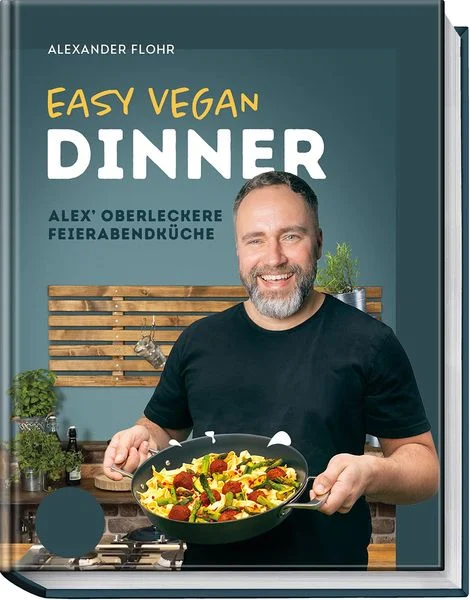 ALEXANDER FLOHR
EASY VEGAN
DINNER
ALEX’ OBERLECKERE
FEIERABENDKÜCHE